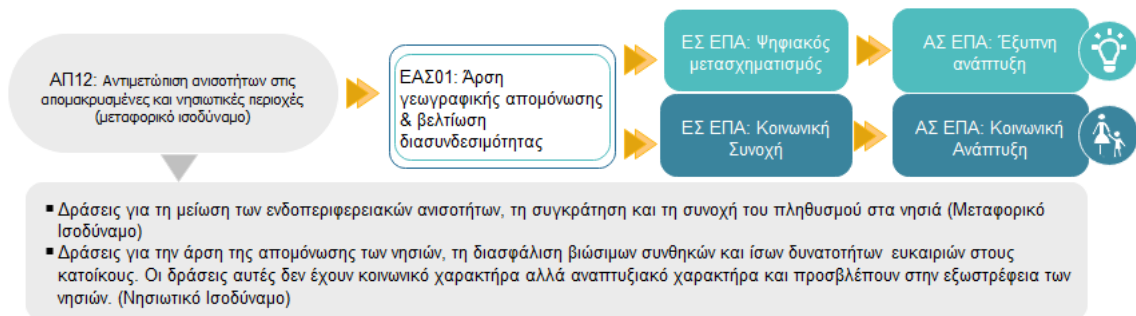 ΑΠ12: Αντιμετώπιση ανισοτήτων στις
απομακρυσμένες και νησιωτικές περιοχές
(μεταφορικό ισοδύναμο)
ΕΑΣ01: Άρση
γεωγραφικής απομόνωσης
& βελτίωση
διασυνδεσιμότητας
ΕΣ ΕΠΑ: Ψηφιακός
μετασχηματισμός
ΑΣ ΕΠΑ: Έξυπνη
ανάπτυξη
ΕΣ ΕΠΑ: Κοινωνική
Συνοχή
ΑΣ ΕΠΑ: Κοινωνική
Ανάπτυξη
▪ Δράσεις για τη μείωση των ενδοπεριφερειακών ανισοτήτων, τη συγκράτηση και τη συνοχή του πληθυσμού στα νησιά (Μεταφορικό
Ισοδύναμο)
▪ Δράσεις για την άρση της απομόνωσης των νησιών, τη διασφάλιση βιώσιμων συνθηκών και ίσων δυνατοτήτων ευκαιριών στους
κατοίκους. Οι δράσεις αυτές δεν έχουν κοινωνικό χαρακτήρα αλλά αναπτυξιακό χαρακτήρα και προσβλέπουν στην εξωστρέφεια των
νησιών. (Νησιωτικό Ισοδύναμο)